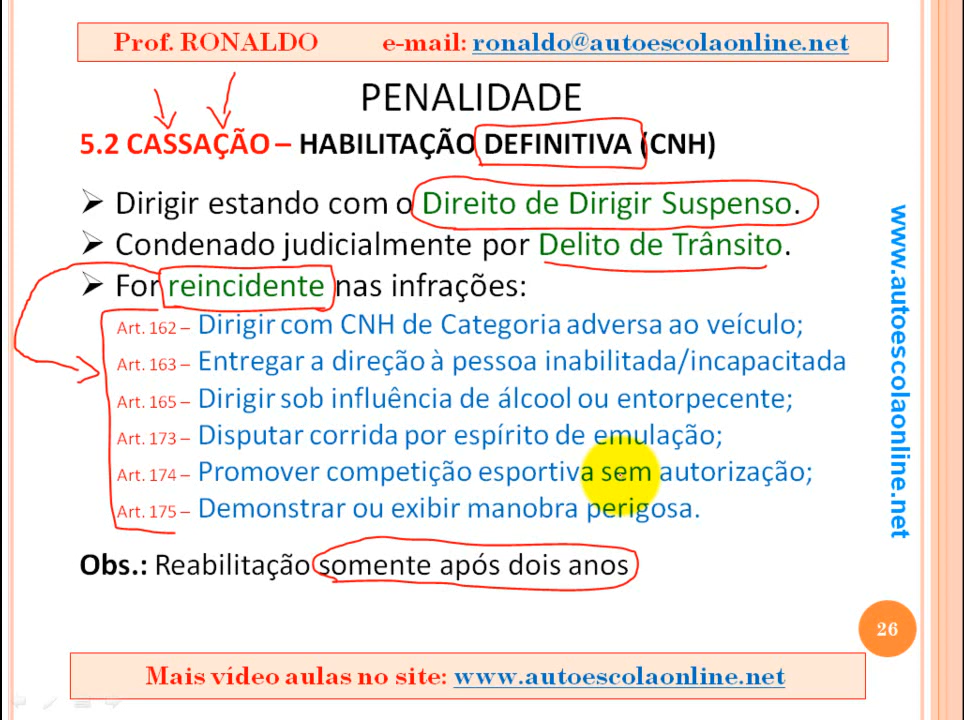 Prof. RONALDO e-mail: ronaldo@autoescolaonline.net
PENALIDADE
5.2 CASSAÇÃO – HABILITAÇÃO DEFINITIVA (CNH)
➢ Dirigir estando com o Direito de Dirigir Suspenso.
➢ Condenado judicialmente por Delito de Trânsito.
➢ For reincidente nas infrações:
Art. 162 – Dirigir com CNH de Categoria adversa ao veículo;
Art. 163 – Entregar a direção à pessoa inabilitada/incapacitada
Art. 165 – Dirigir sob influência de álcool ou entorpecente;
Art. 173 – Disputar corrida por espírito de emulação;
Art. 174 – Promover competição esportiva sem autorização;
Art. 175 – Demonstrar ou exibir manobra perigosa.
Obs.: Reabilitação somente após dois anos
www.autoescolaonline.net
26
Mais vídeo aulas no site: www.autoescolaonline.net